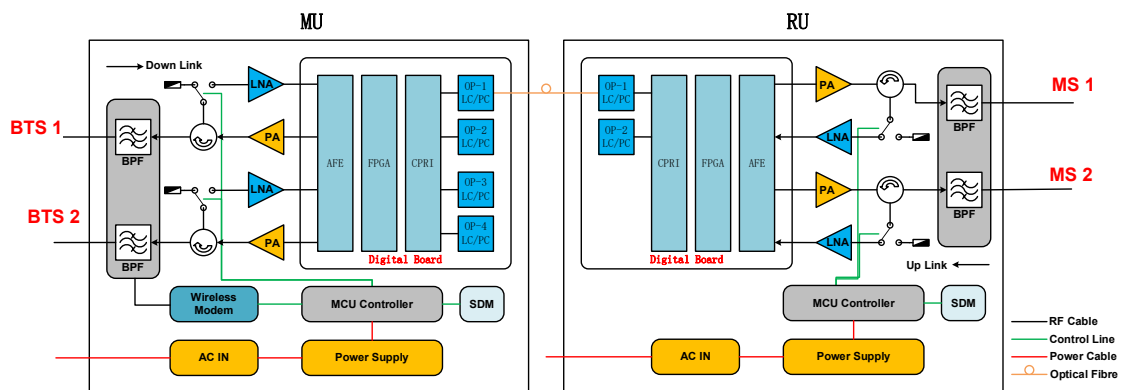 MU
RU
Down Link
LNA
PA
LNA
PA
BTS 1
BTS 2
BPF
BPF
AFE
FPGA
CPRI
OP-1
LC/PC
OP-2
LC/PC
OP-3
LC/PC
OP-4
LC/PC
Digital Board
Wireless
Modem
MCU Controller
SDM
AC IN
Power Supply
OP-1
LC/PC
OP-2
LC/PC
CPRI
FPGA
AFE
Digital Board
PA
LNA
PA
LNA
BPF
BPF
MS 1
MS 2
Up Link
MCU Controller
SDM
AC IN
Power Supply
RF Cable
Control Line
Power Cable
Optical Fibre